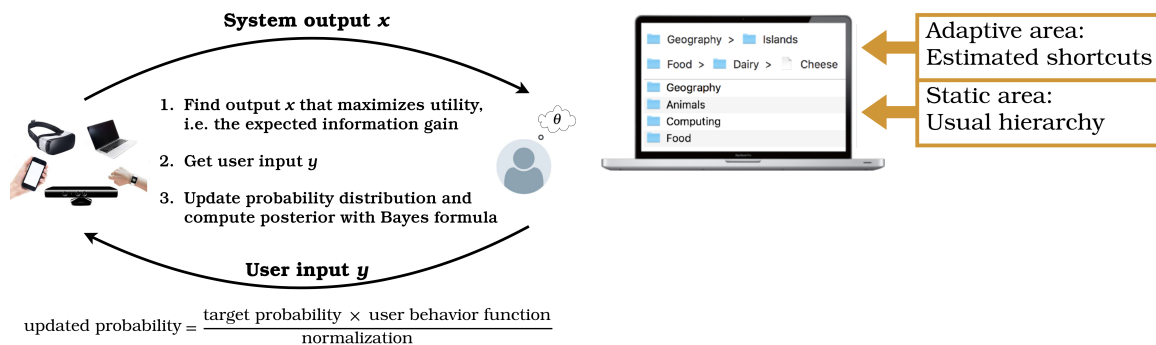 System output x
1. Find output x that maximizes utility,
i.e. the expected information gain
2. Get user input y
3. Update probability distribution and
compute posterior with Bayes formula
θ
User input y
updated probability = target probability × user behavior function
normalization
Geography > Islands
Food > Dairy > Cheese
Geography
Animals
Computing
Food
Adaptive area:
Estimated shortcuts
Static area:
Usual hierarchy